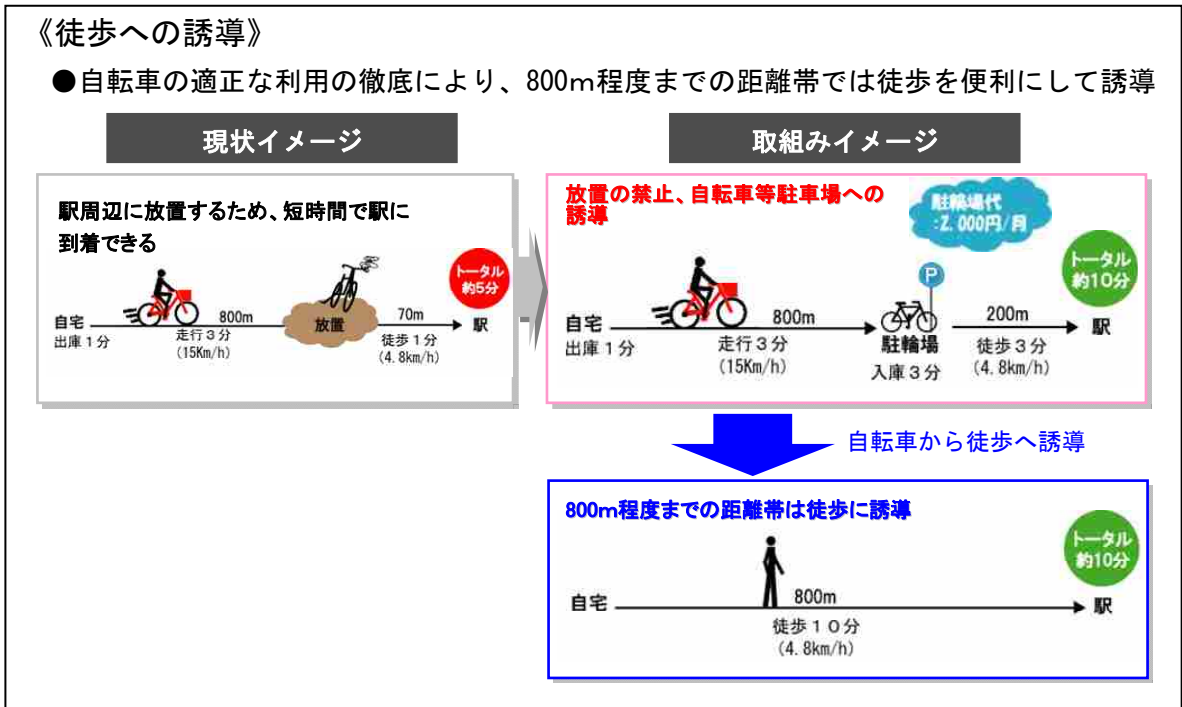 《徒歩への誘導》
●自転車の適正な利用の徹底により、800m程度までの距離帯では徒歩を便利にして誘導
現状イメージ
取組みイメージ
駅周辺に放置するため、短時間で駅に
到着できる
トータル
約5分
自宅
出庫1分
800m
走行3分
(15Km/h)
放置
70m
徒歩1分
(4.8km/h)
駅
放置の禁止、自転車等駐車場への
誘導
駐輪場代
:2,000円/月
トータル
約10分
自宅
出庫1分
800m
走行3分
(15Km/h)
P
駐輪場
入庫3分
200m
徒歩3分
(4.8km/h)
駅
自転車から徒歩へ誘導
800m程度までの距離帯は徒歩に誘導
トータル
約10分
自宅
800m
徒歩10分
(4.8km/h)
駅